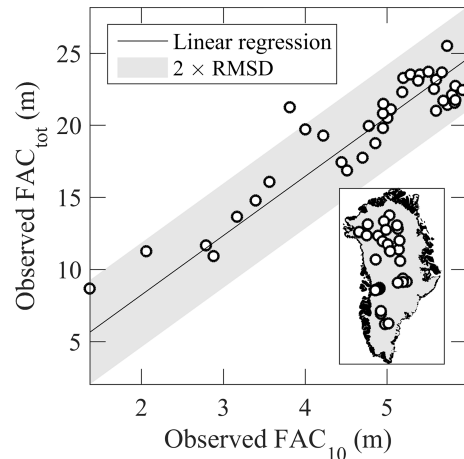 Linear regression
2 × RMSD
25
20
15
10
5
Observed FAC_tot (m)
2
3
4
5
Observed FAC_10 (m)